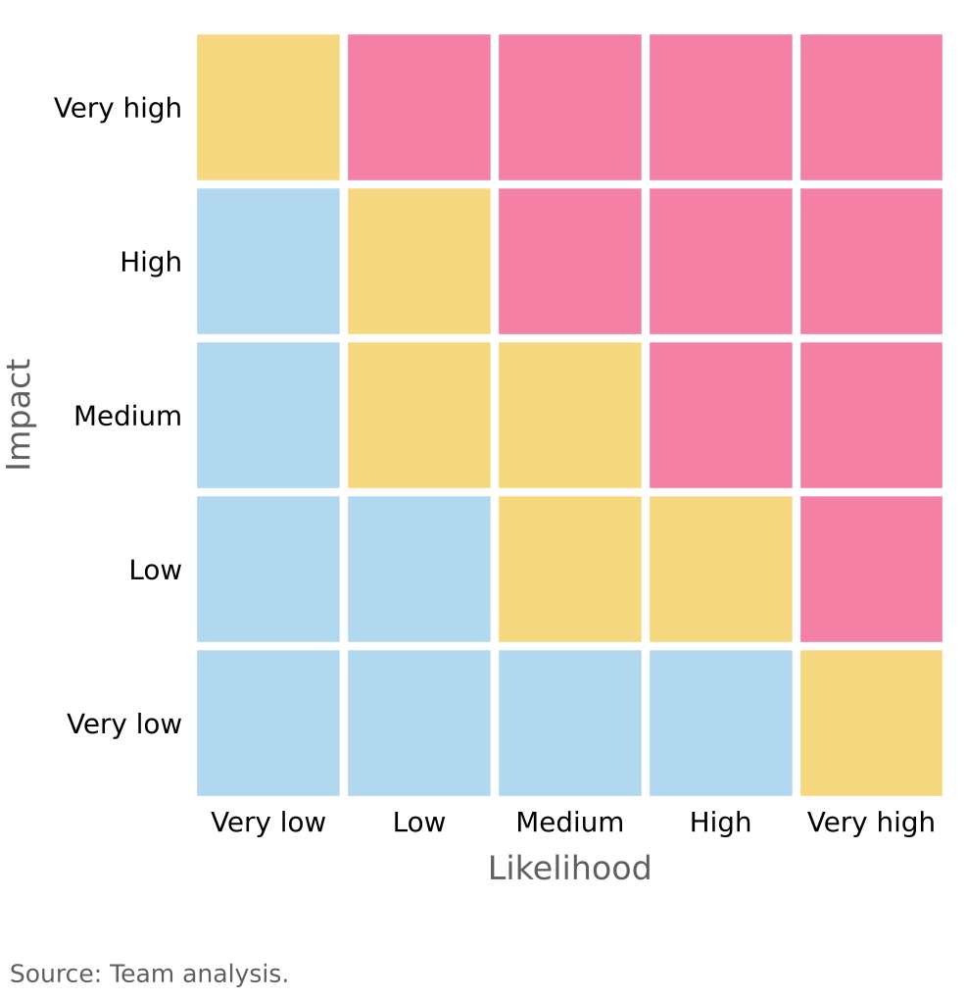 Very high
High
Impact
Medium
Low
Very low
Very low Low Medium High Very high
Likelihood
Source: Team analysis.